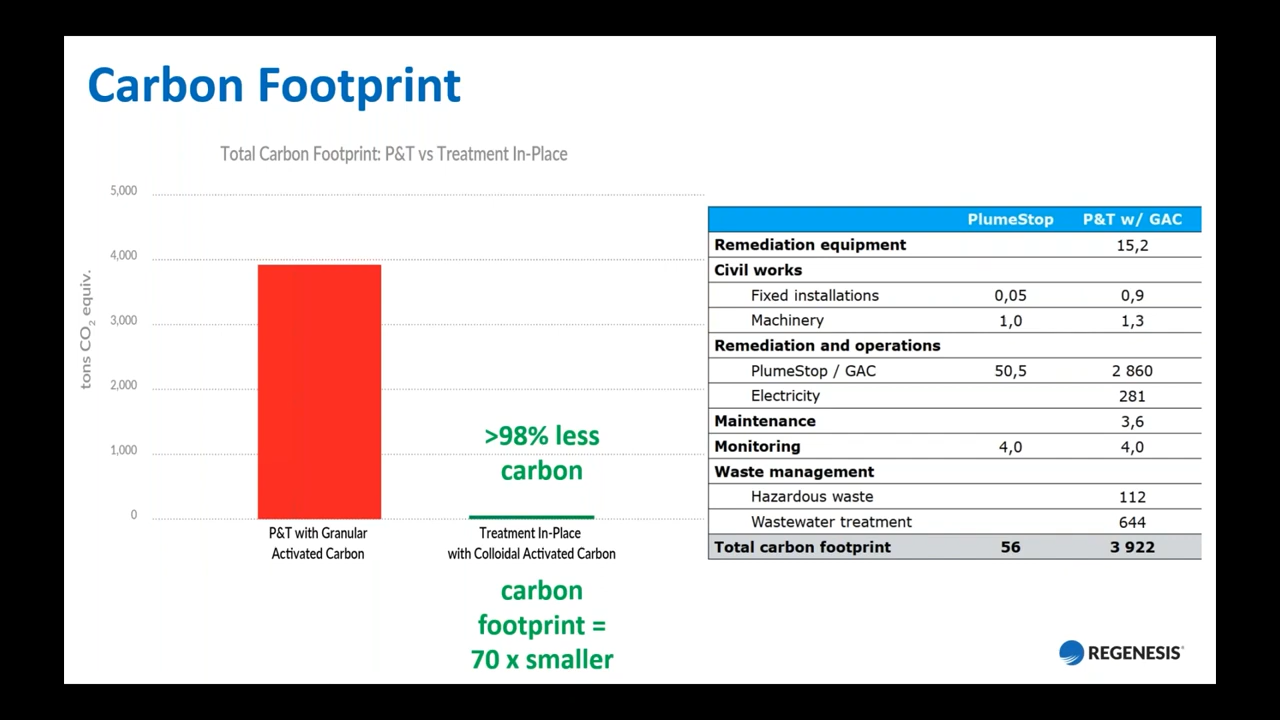 Carbon Footprint
Total Carbon Footprint: P&T vs Treatment In-Place
tons CO₂ equiv.
5,000
4,000
3,000
2,000
1,000
0
>98% less
carbon
P&T with Granular
Activated Carbon
Treatment In-Place
with Colloidal Activated Carbon
carbon
footprint =
70 x smaller
PlumeStop P&T w/ GAC
Remediation equipment 15,2
Civil works
Fixed installations 0,05 0,9
Machinery 1,0 1,3
Remediation and operations
PlumeStop / GAC 50,5 2 860
Electricity 281
Maintenance 3,6
Monitoring 4,0 4,0
Waste management
Hazardous waste 112
Wastewater treatment 644
Total carbon footprint 56 3 922
REGENESIS